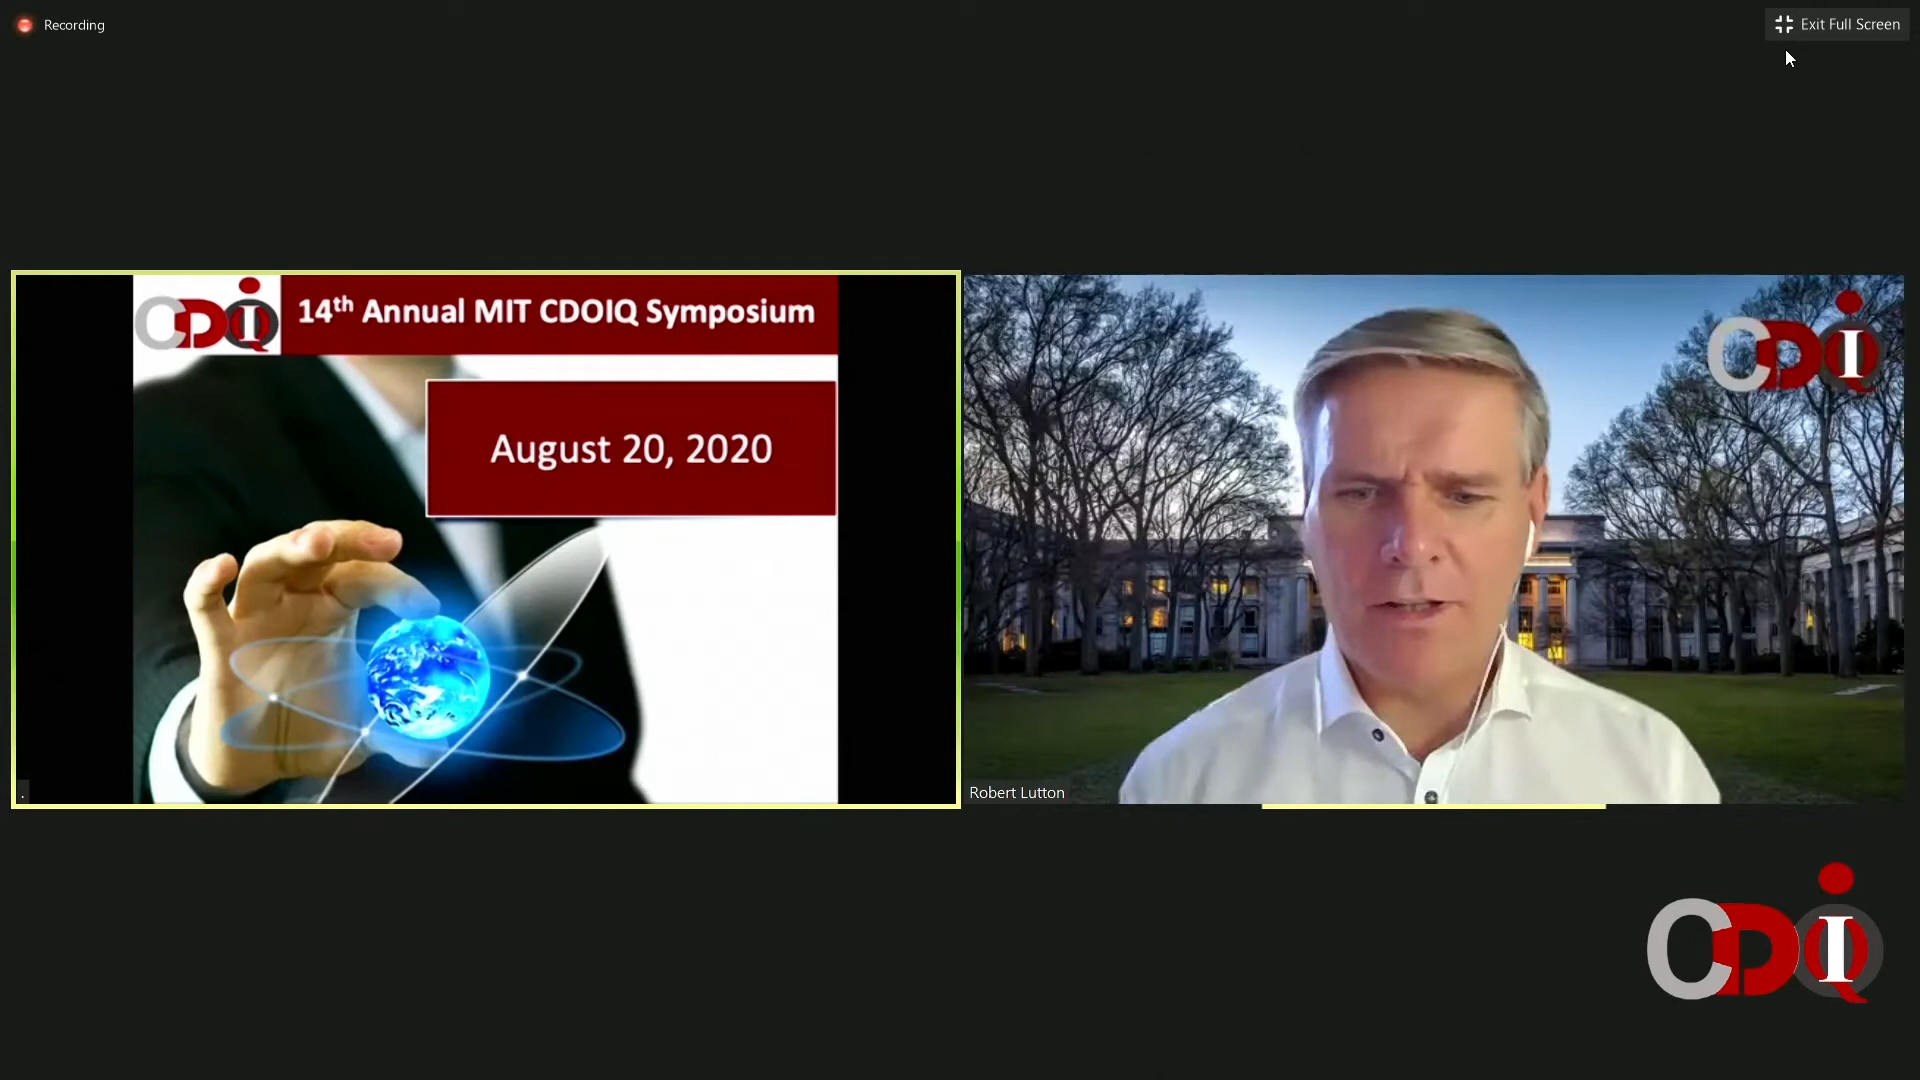 Recording
Exit Full Screen
CDOIQ
14th Annual MIT CDOIQ Symposium
August 20, 2020
CDOIQ
.
Robert Lutton
CDOIQ